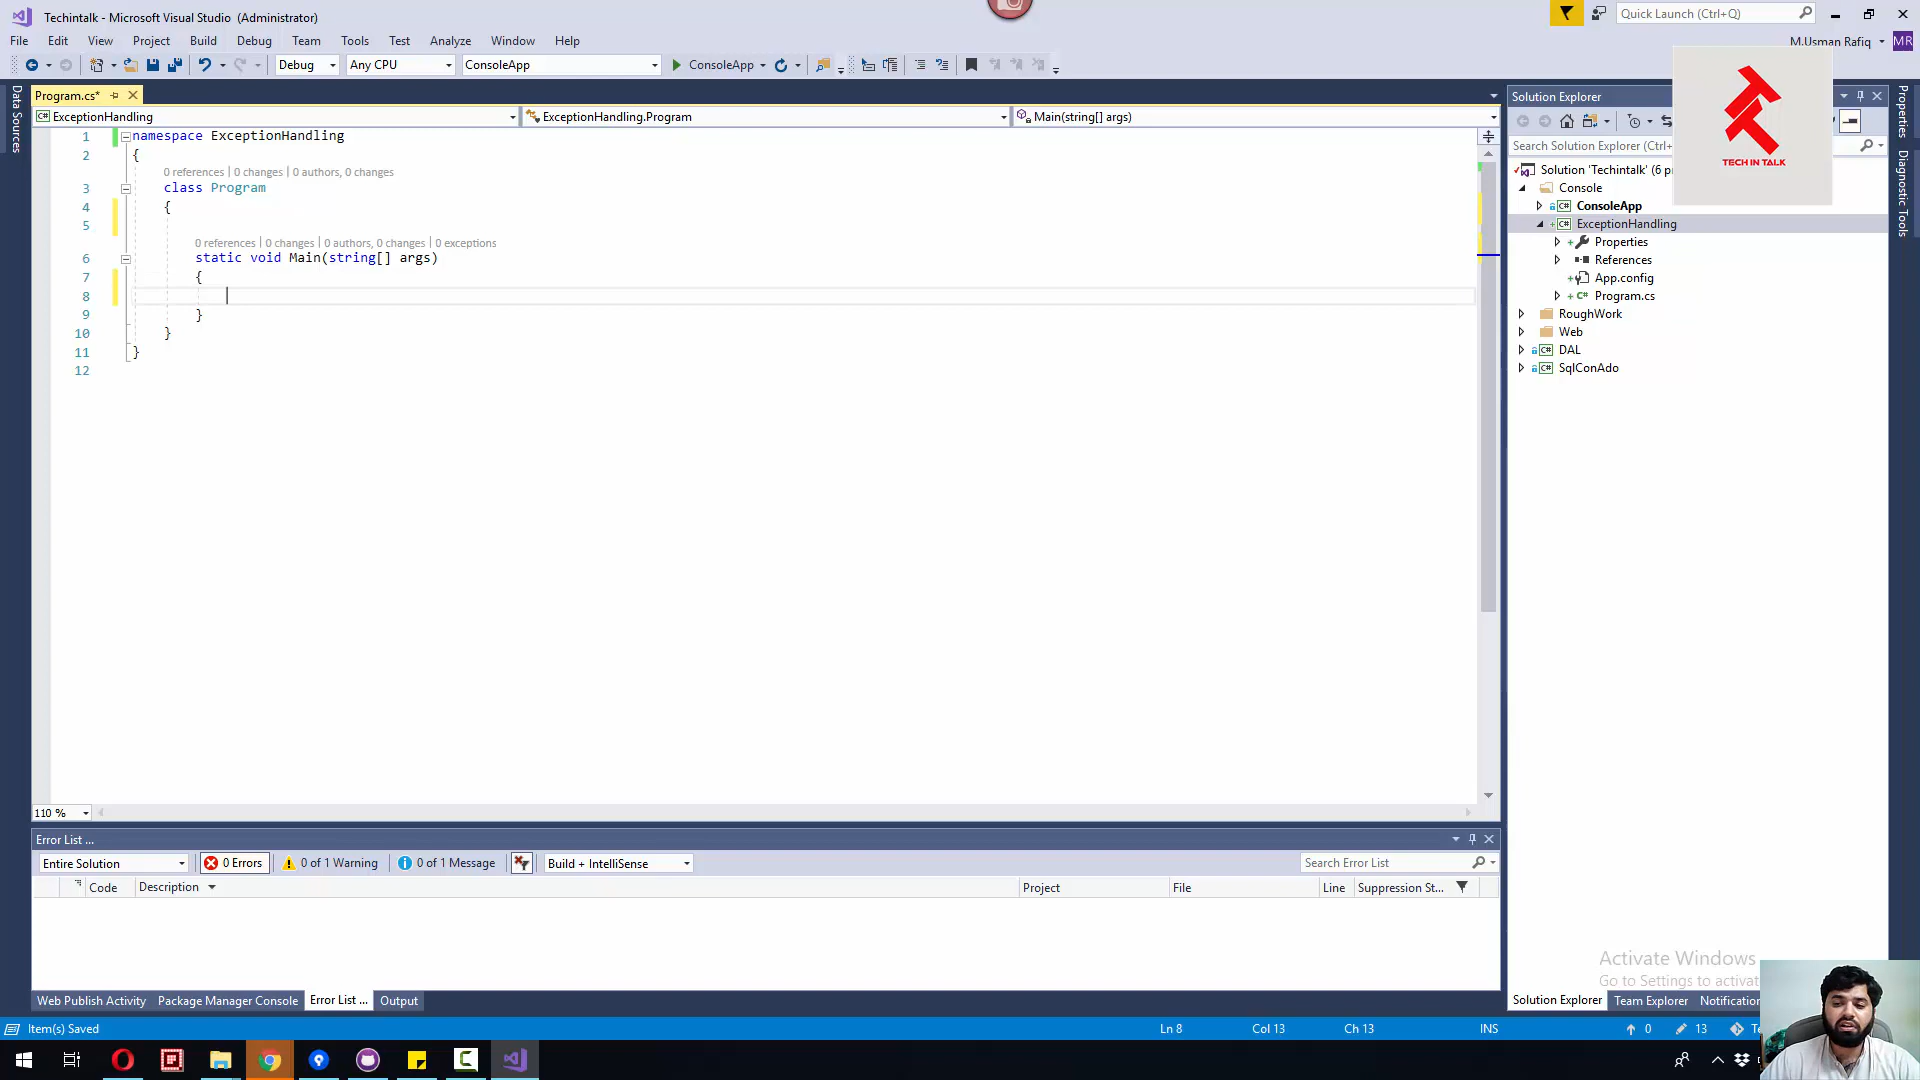 Techintalk - Microsoft Visual Studio (Administrator)
Quick Launch (Ctrl+Q)
File Edit View Project Build Debug Team Tools Test Analyze Window Help
M.Usman Rafiq MR
Debug Any CPU ConsoleApp ConsoleApp
Data Sources
Program.cs*
ExceptionHandling ExceptionHandling.Program Main(string[] args)
1 namespace ExceptionHandling
2 {
0 references | 0 changes | 0 authors, 0 changes
3 class Program
4 {
5
0 references | 0 changes | 0 authors, 0 changes | 0 exceptions
6 static void Main(string[] args)
7 {
8
9 }
10 }
11 }
12
110 %
Solution Explorer
Search Solution Explorer (Ctrl+
TECH IN TALK
Solution 'Techintalk' (6 p
Console
ConsoleApp
ExceptionHandling
Properties
References
App.config
Program.cs
RoughWork
Web
DAL
SqlConAdo
Properties
Diagnostic Tools
Error List ...
Entire Solution 0 Errors 0 of 1 Warning 0 of 1 Message Build + IntelliSense Search Error List
Code Description Project File Line Suppression St...
Activate Windows
Go to Settings to activat
Web Publish Activity Package Manager Console Error List ... Output
Solution Explorer Team Explorer Notification
Item(s) Saved Ln 8 Col 13 Ch 13 INS 0 13